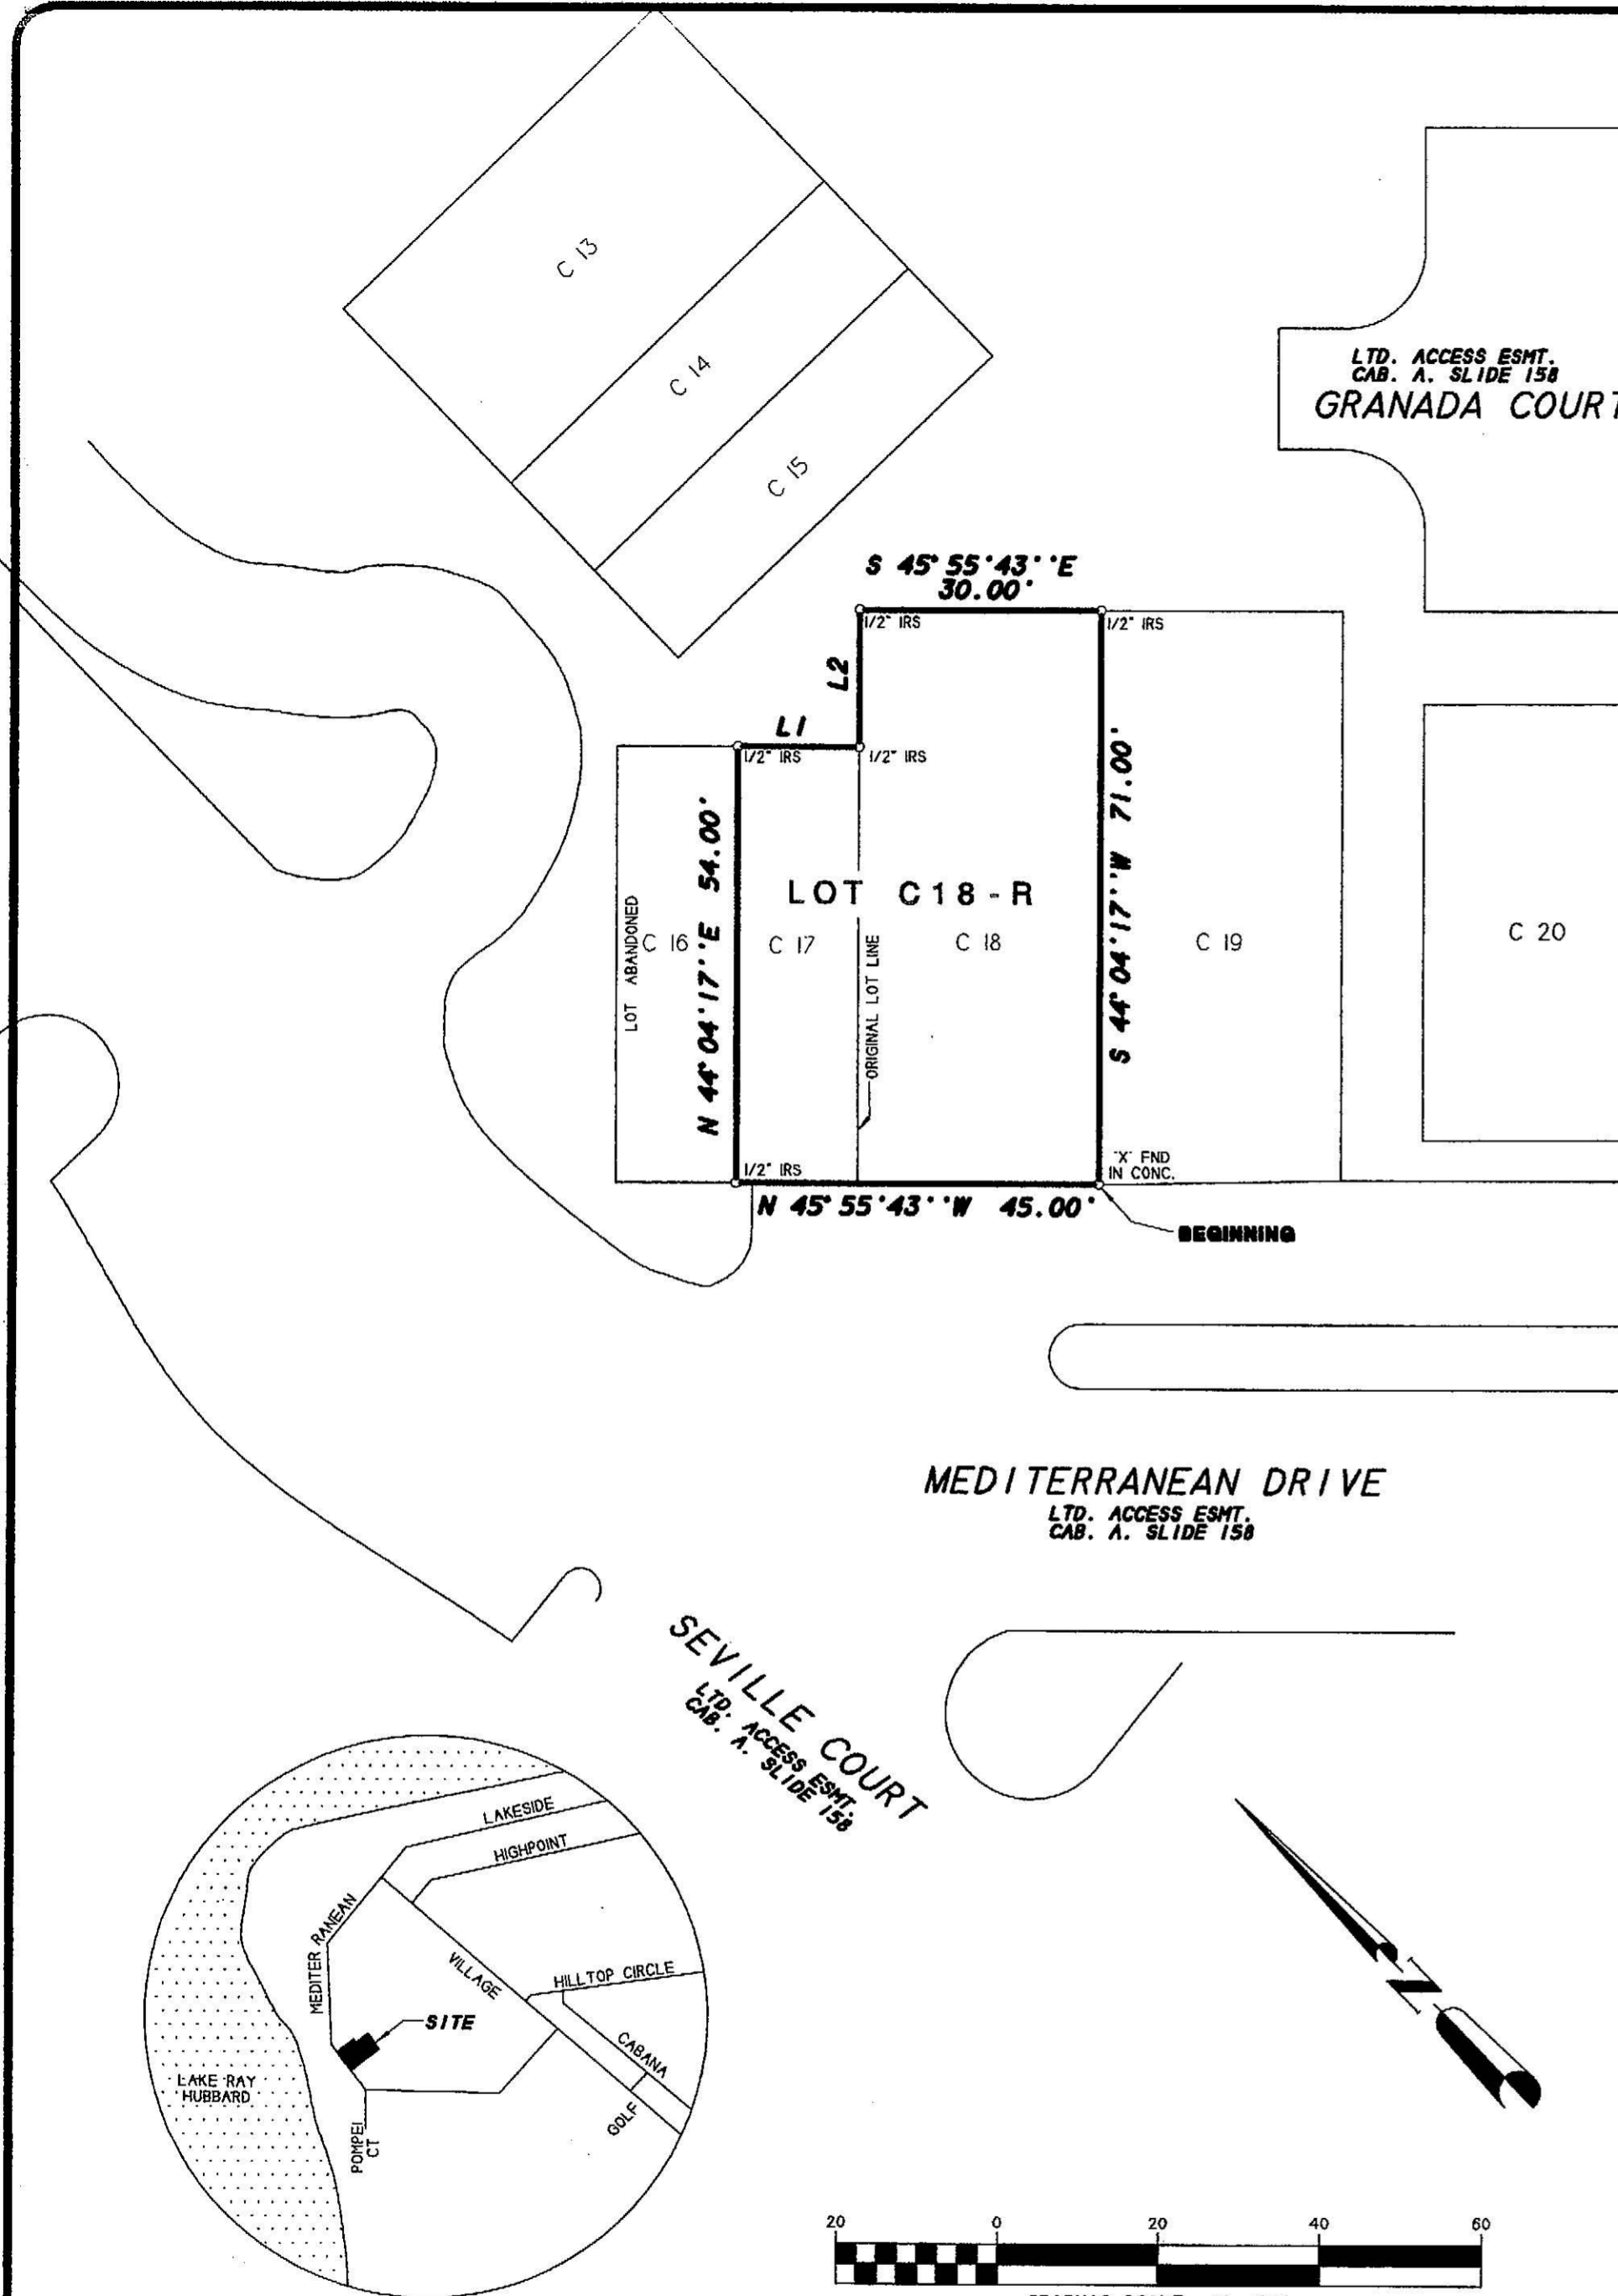 C 13
C 14
C 15
LTD. ACCESS ESMT.
CAB. A. SLIDE 158
GRANADA COURT
S 45° 55' 43'' E
30.00'
1/2" IRS
1/2" IRS
L2
L1
1/2" IRS
1/2" IRS
N 44° 04' 17'' E 54.00'
S 44° 04' 17'' W 71.00'
LOT C18-R
LOT ABANDONED
C 16
C 17
ORIGINAL LOT LINE
C 18
C 19
C 20
1/2" IRS
"X" FND
IN CONC.
N 45° 55' 43'' W 45.00'
BEGINNING
MEDITERRANEAN DRIVE
LTD. ACCESS ESMT.
CAB. A. SLIDE 158
SEVILLE COURT
LTD. ACCESS ESMT.
CAB. A. SLIDE 158
LAKESIDE
HIGHPOINT
MEDITER RANEAN
VILLAGE
HILLTOP CIRCLE
SITE
CABANA
LAKE RAY
HUBBARD
GOLF
POMPEI
CT
N
20 0 20 40 60